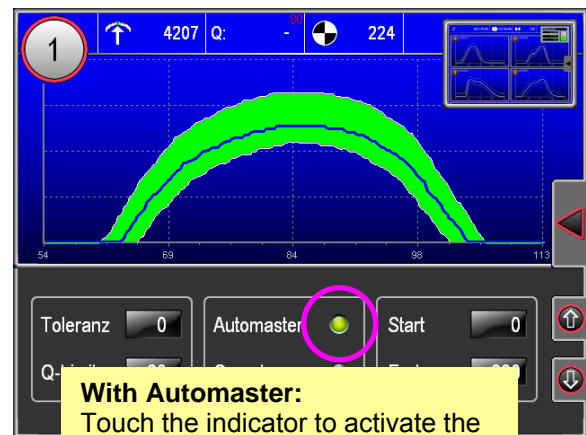 1
4207 Q: - 80 224
54 69 84 98 113
Toleranz 0 Automaster Start 0
With Automaster:
Touch the indicator to activate the